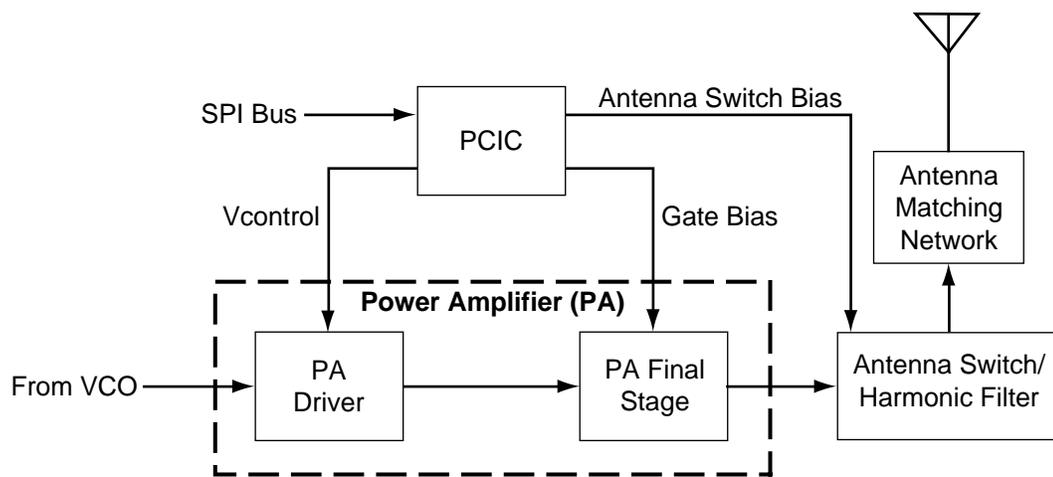 SPI Bus
PCIC
Antenna Switch Bias
Vcontrol
Gate Bias
Antenna
Matching
Network
Power Amplifier (PA)
From VCO
PA
Driver
PA Final
Stage
Antenna Switch/
Harmonic Filter